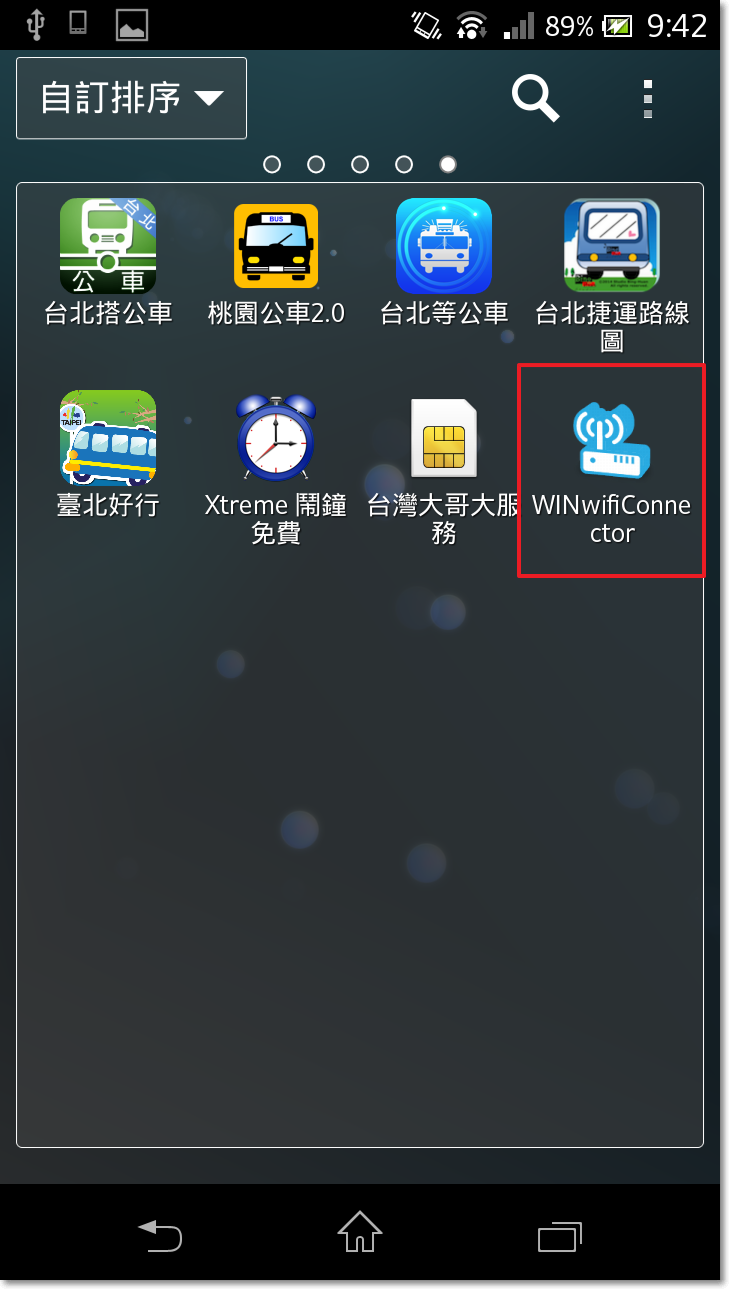 89% 9:42
自訂排序
台北
公車
BUS
台北搭公車
桃園公車2.0
台北等公車
台北捷運路線
圖
TAIPEI
臺北好行
Xtreme 鬧鐘
免費
台灣大哥大服
務
WINwifiConne
ctor